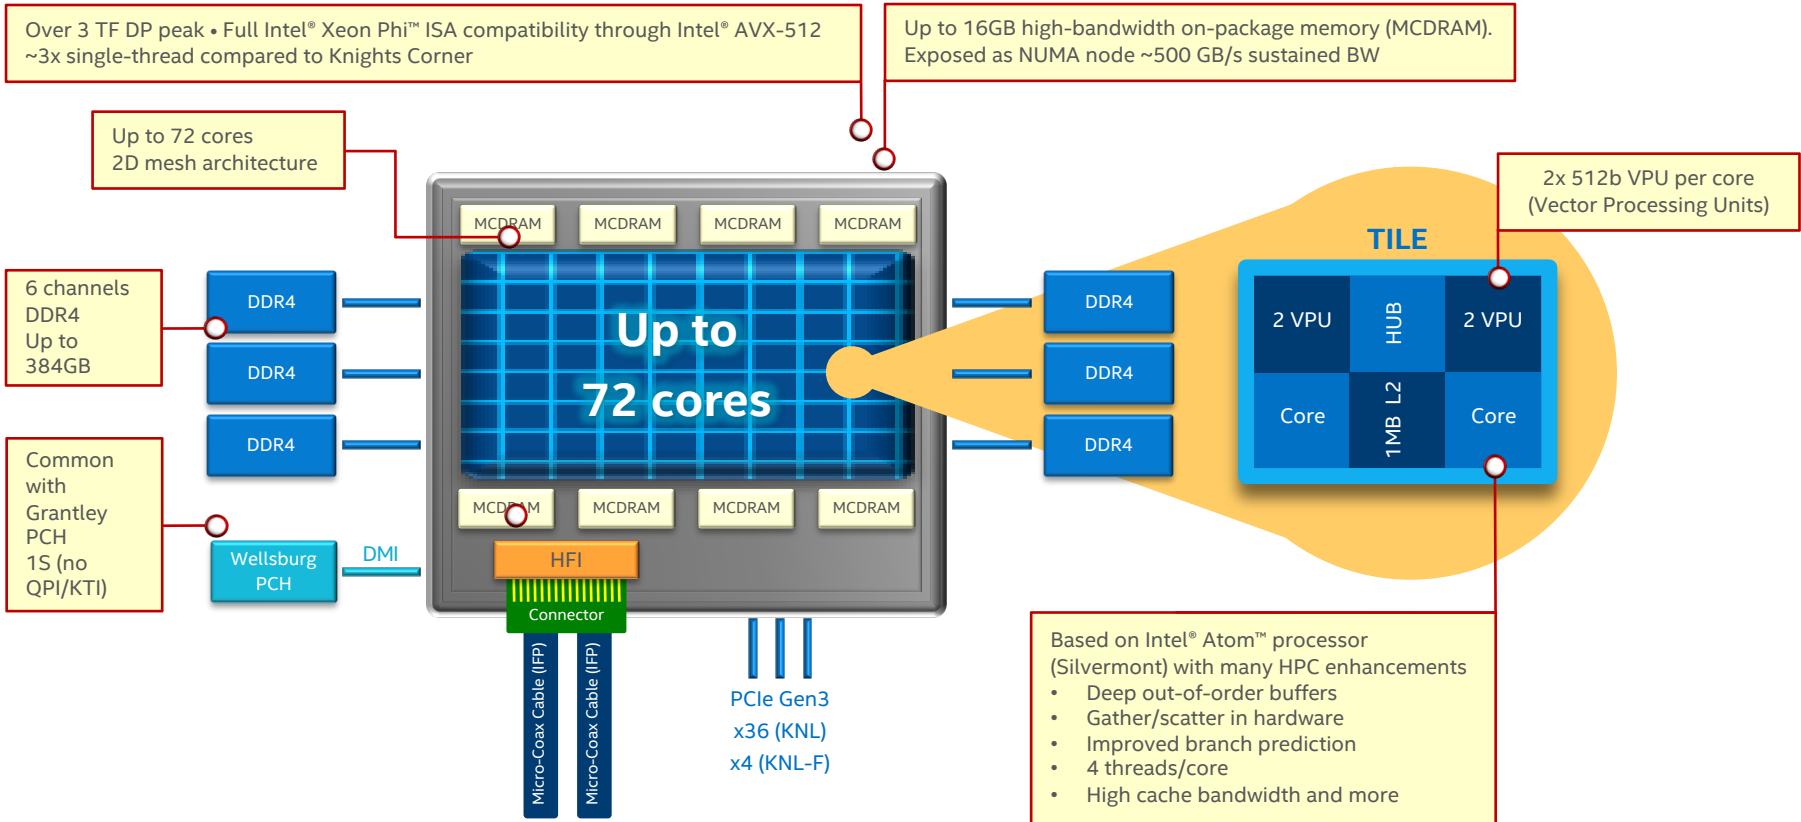 Over 3 TF DP peak • Full Intel® Xeon Phi™ ISA compatibility through Intel® AVX-512
~3x single-thread compared to Knights Corner
Up to 16GB high-bandwidth on-package memory (MCDRAM).
Exposed as NUMA node ~500 GB/s sustained BW
Up to 72 cores
2D mesh architecture
2x 512b VPU per core
(Vector Processing Units)
MCDRAM
MCDRAM
MCDRAM
MCDRAM
TILE
6 channels
DDR4
Up to
384GB
DDR4
DDR4
DDR4
Up to
72 cores
DDR4
DDR4
DDR4
2 VPU
HUB
2 VPU
Core
1MB L2
Core
Common
with
Grantley
PCH
1S (no
QPI/KTI)
MCDRAM
MCDRAM
MCDRAM
MCDRAM
Wellsburg
PCH
DMI
HFI
Connector
Micro-Coax Cable (IFP)
Micro-Coax Cable (IFP)
PCIe Gen3
x36 (KNL)
x4 (KNL-F)
Based on Intel® Atom™ processor
(Silvermont) with many HPC enhancements
• Deep out-of-order buffers
• Gather/scatter in hardware
• Improved branch prediction
• 4 threads/core
• High cache bandwidth and more